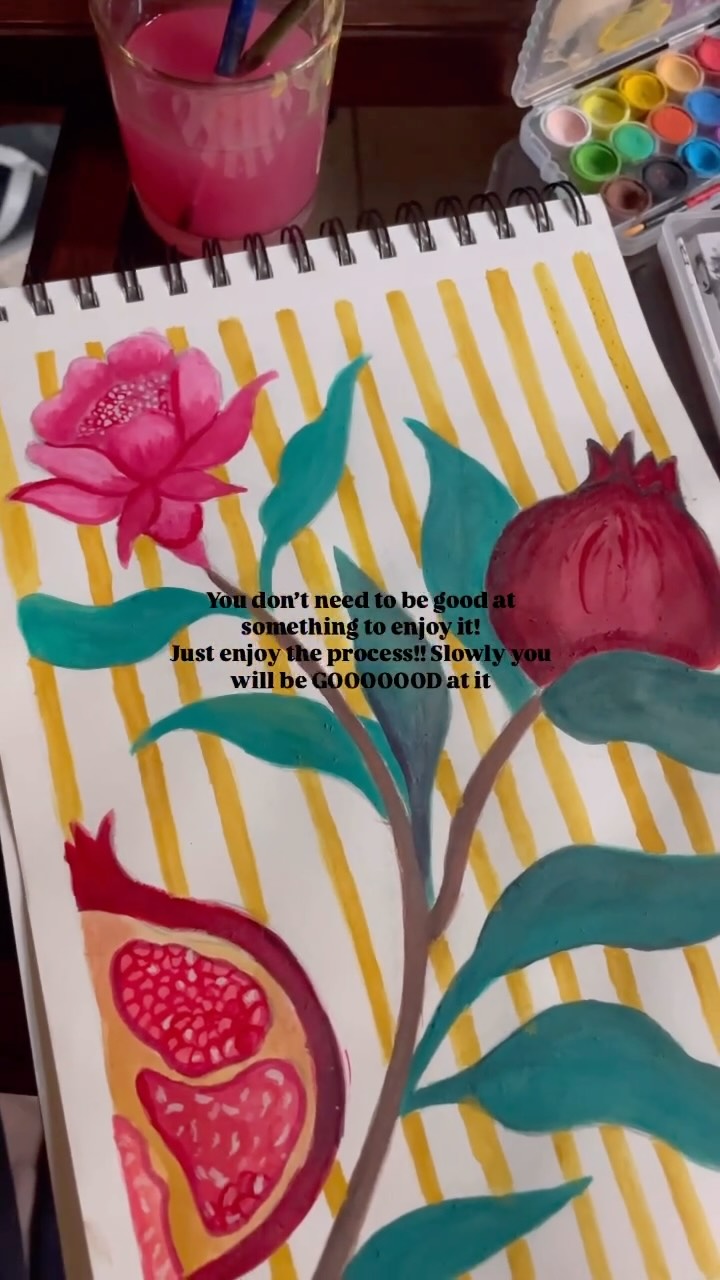 You don't need to be good at
something to enjoy it!
Just enjoy the process!! Slowly you
will be GOOOOOOD at it